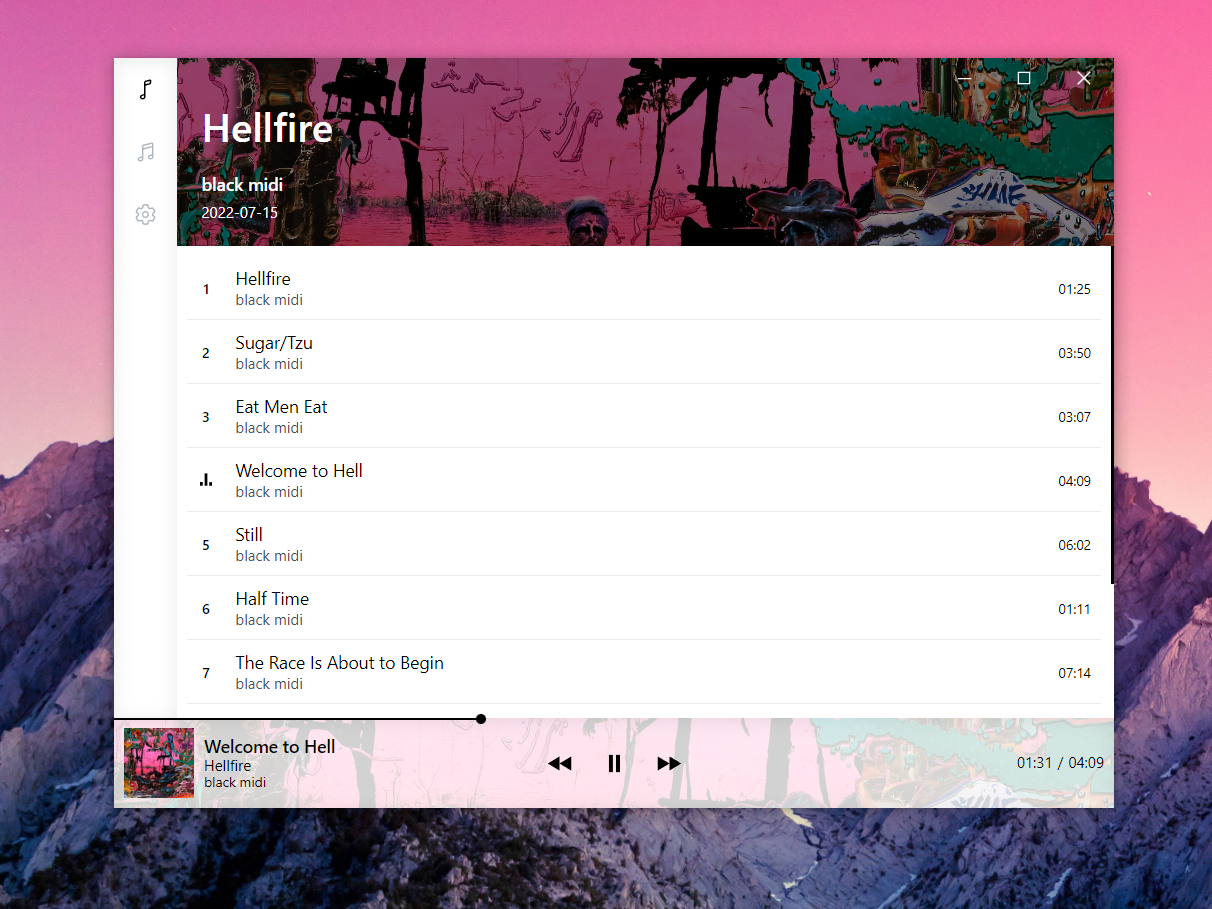 Hellfire
black midi
2022-07-15
1 Hellfire 01:25
black midi
2 Sugar/Tzu 03:50
black midi
3 Eat Men Eat 03:07
black midi
Welcome to Hell 04:09
black midi
5 Still 06:02
black midi
6 Half Time 01:11
black midi
7 The Race Is About to Begin 07:14
black midi
Welcome to Hell
Hellfire
black midi
01:31 / 04:09